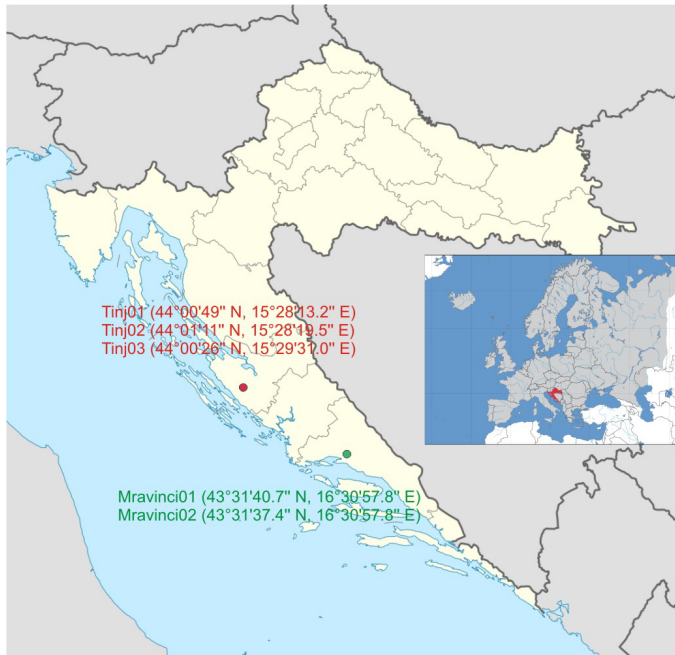 Tinj01 (44°00'49" N, 15°28'13.2" E)
Tinj02 (44°01'11" N, 15°28'19.5" E)
Tinj03 (44°00'26" N, 15°29'31.0" E)
Mravinci01 (43°31'40.7" N, 16°30'57.8" E)
Mravinci02 (43°31'37.4" N, 16°30'57.8" E)